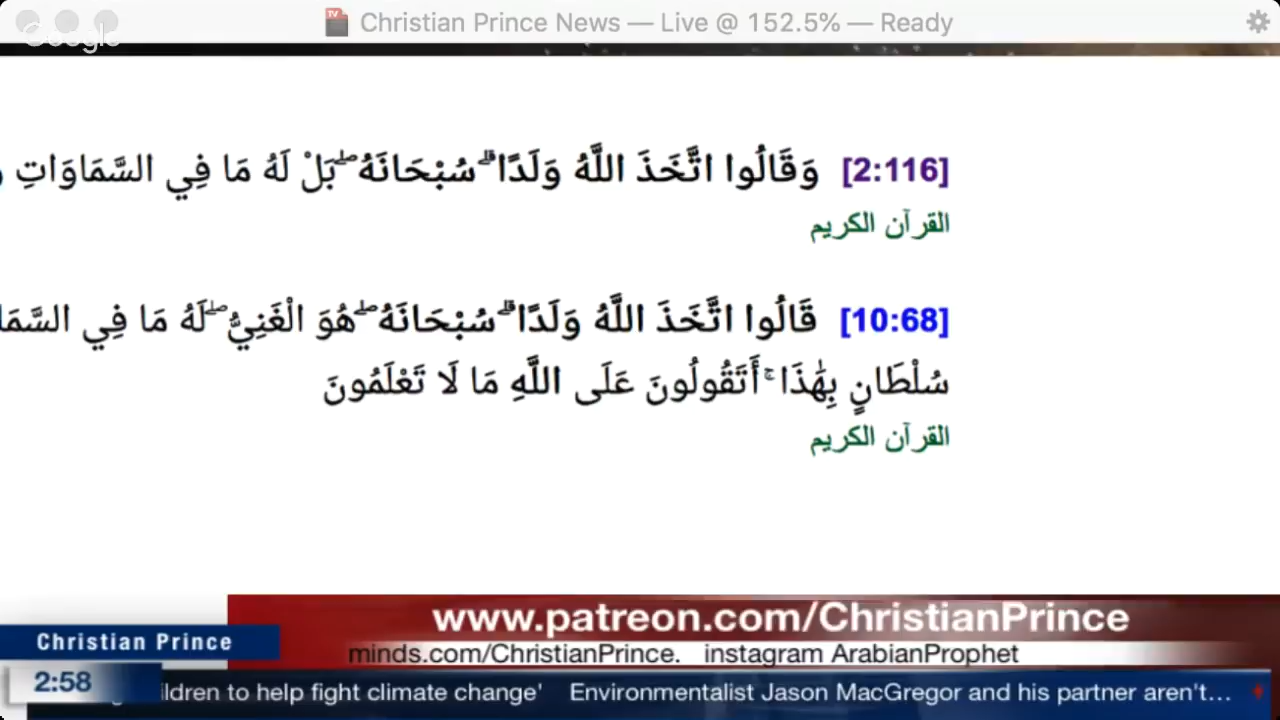 Christian Prince News — Live @ 152.5% — Ready
Google
[2:116] وَقَالُوا اتَّخَذَ اللَّهُ وَلَدًا ۗ سُبْحَانَهُ ۖ بَلْ لَهُ مَا فِي السَّمَاوَاتِ
القرآن الكريم
[10:68] قَالُوا اتَّخَذَ اللَّهُ وَلَدًا ۗ سُبْحَانَهُ ۖ هُوَ الْغَنِيُّ ۖ لَهُ مَا فِي
سُلْطَانٍ بِهَٰذَا ۚ أَتَقُولُونَ عَلَى اللَّهِ مَا لَا تَعْلَمُونَ
القرآن الكريم
www.patreon.com/ChristianPrince
Christian Prince
minds.com/ChristianPrince. instagram ArabianProphet
2:58
to help fight climate change' Environmentalist Jason MacGregor and his partner aren't...